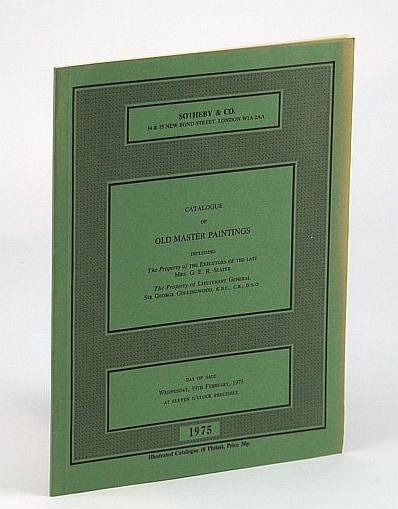 SOTHEBY & CO.
34 & 35 NEW BOND STREET, LONDON W1A 2AA
CATALOGUE
OF
OLD MASTER PAINTINGS
INCLUDING
The Property of THE EXECUTORS OF THE LATE
MRS. G. E. R. SLATER
The Property of LIEUTENANT GENERAL
SIR GEORGE COLLINGWOOD, K.B.E., C.B., D.S.O.
DAY OF SALE
WEDNESDAY, 19TH FEBRUARY, 1975
AT ELEVEN O'CLOCK PRECISELY
1975
Illustrated Catalogue (8 Plates), Price 30p